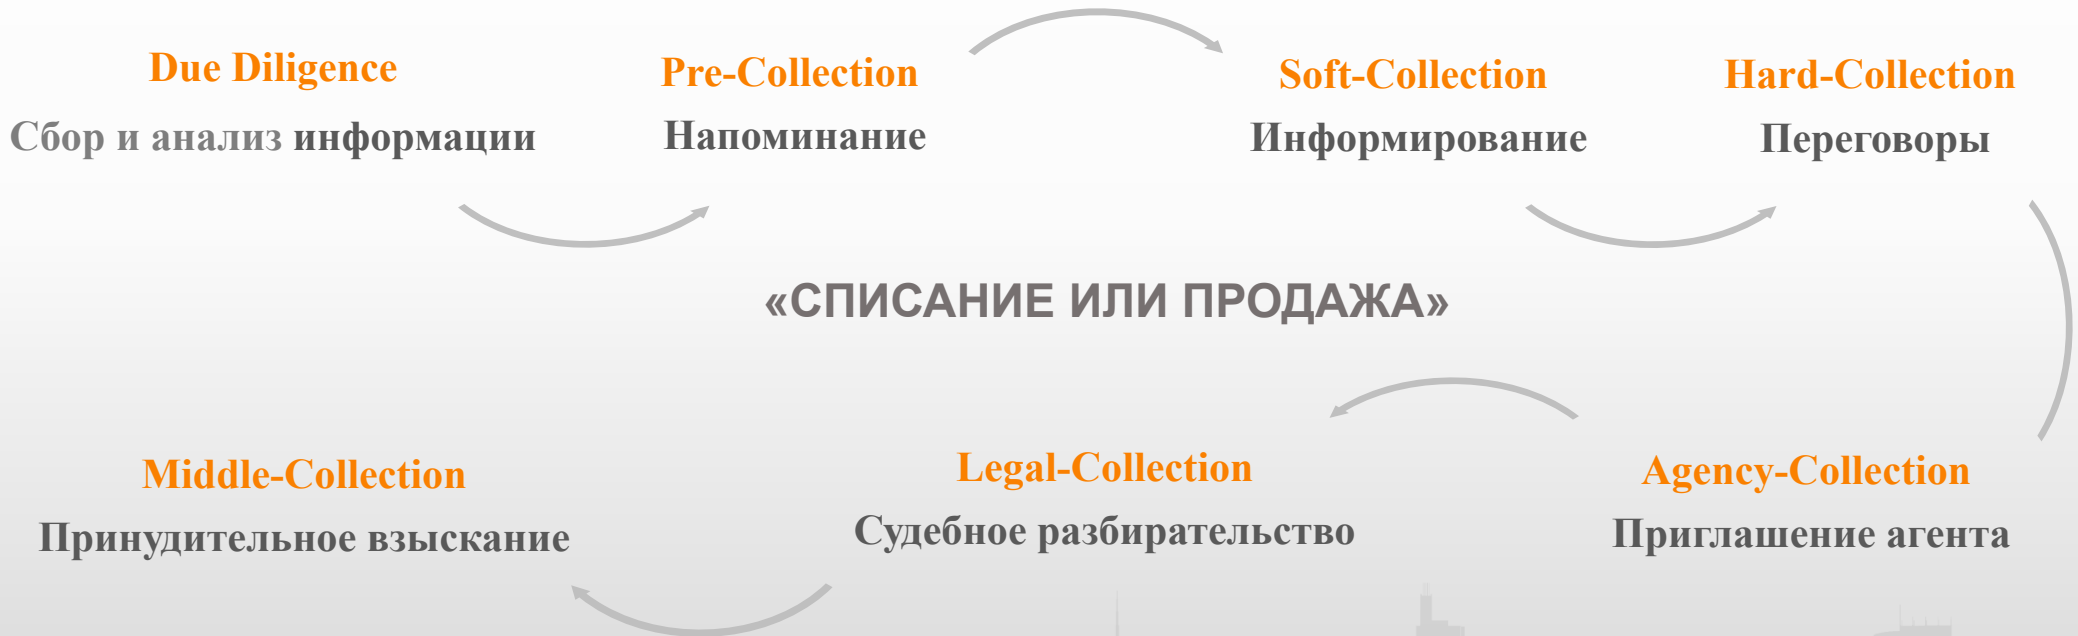 Due Diligence
Сбор и анализ информации
Pre-Collection
Напоминание
Soft-Collection
Информирование
Hard-Collection
Переговоры
«СПИСАНИЕ ИЛИ ПРОДАЖА»
Middle-Collection
Принудительное взыскание
Legal-Collection
Судебное разбирательство
Agency-Collection
Приглашение агента